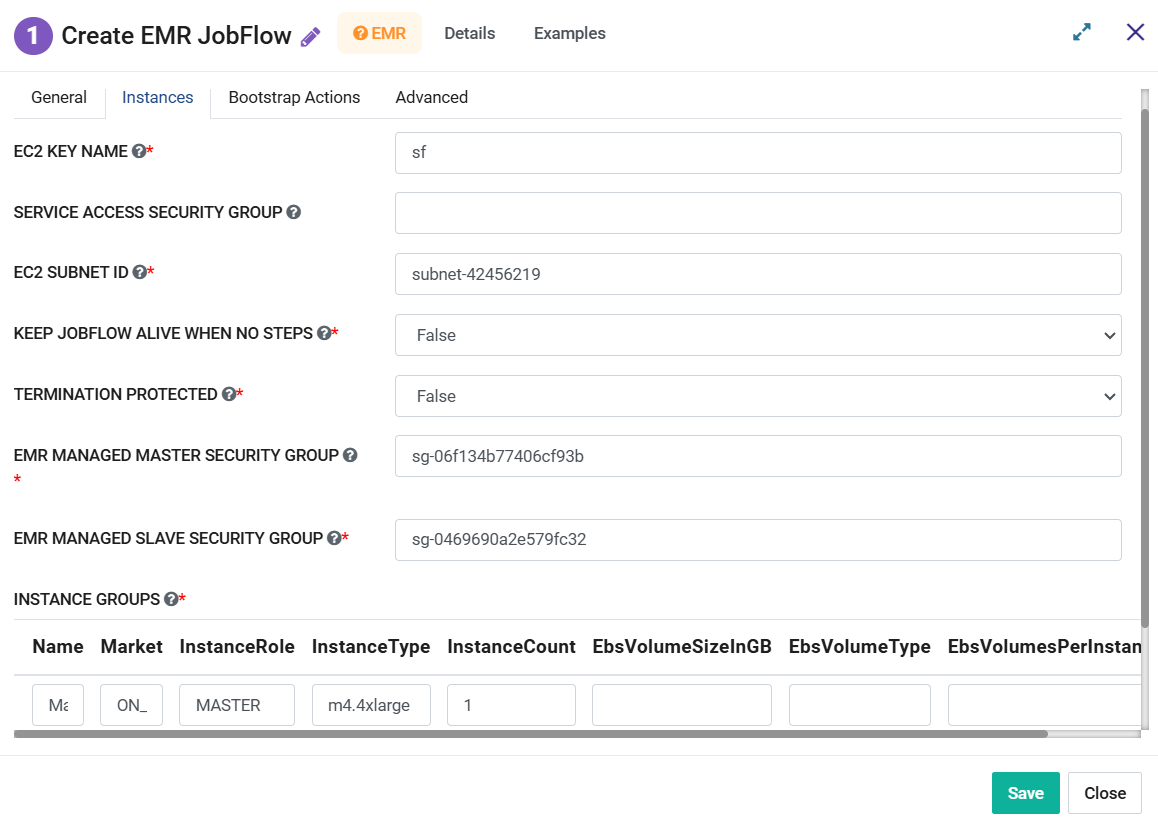 1 Create EMR JobFlow ? EMR Details Examples
General Instances Bootstrap Actions Advanced
EC2 KEY NAME ?* sf
SERVICE ACCESS SECURITY GROUP ?
EC2 SUBNET ID ?* subnet-42456219
KEEP JOBFLOW ALIVE WHEN NO STEPS ?* False
TERMINATION PROTECTED ?* False
EMR MANAGED MASTER SECURITY GROUP ? sg-06f134b77406cf93b
*
EMR MANAGED SLAVE SECURITY GROUP ?* sg-0469690a2e579fc32
INSTANCE GROUPS ?*
Name Market InstanceRole InstanceType InstanceCount EbsVolumeSizeInGB EbsVolumeType EbsVolumesPerInstan
Ma ON_ MASTER m4.4xlarge 1
Save Close